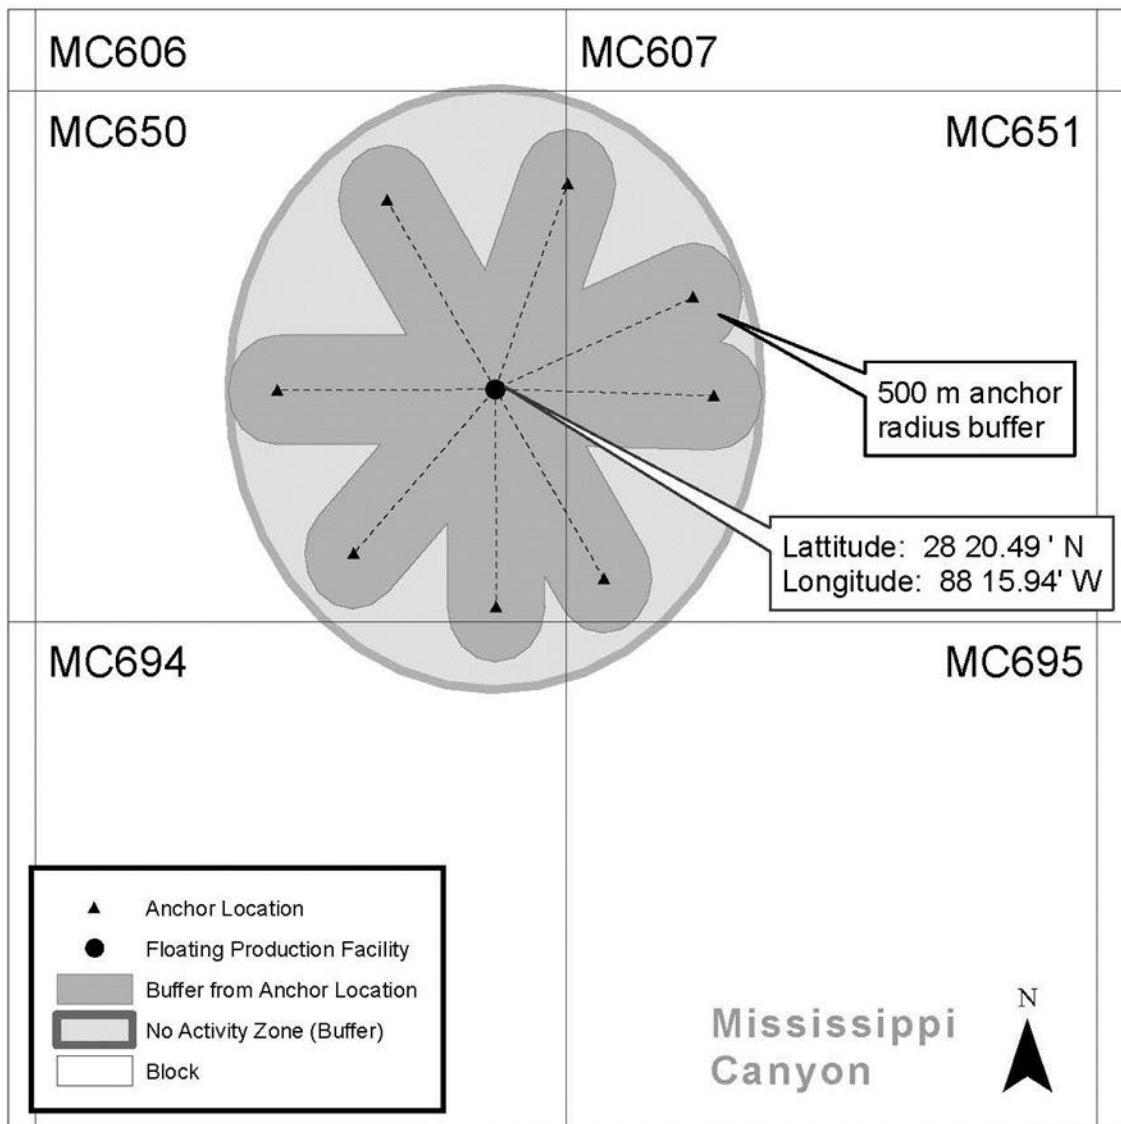 MC606
MC607
MC650
MC651
500 m anchor
radius buffer
Lattitude: 28 20.49 ' N
Longitude: 88 15.94' W
MC694
MC695
Anchor Location
Floating Production Facility
Buffer from Anchor Location
No Activity Zone (Buffer)
Block
Mississippi
Canyon
N